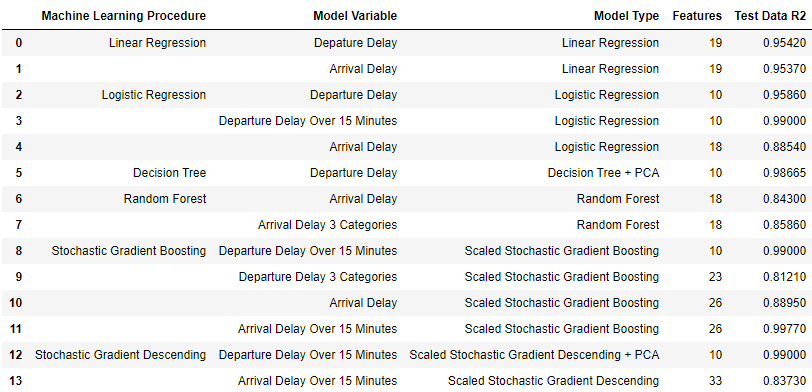 Machine Learning Procedure Model Variable Model Type Features Test Data R2
0 Linear Regression Depature Delay Linear Regression 19 0.95420
1 Arrival Delay Linear Regression 19 0.95370
2 Logistic Regression Departure Delay Logistic Regression 10 0.95860
3 Departure Delay Over 15 Minutes Logistic Regression 10 0.99000
4 Arrival Delay Logistic Regression 18 0.88540
5 Decision Tree Departure Delay Decision Tree + PCA 10 0.98665
6 Random Forest Arrival Delay Random Forest 18 0.84300
7 Arrival Delay 3 Categories Random Forest 18 0.85860
8 Stochastic Gradient Boosting Departure Delay Over 15 Minutes Scaled Stochastic Gradient Boosting 10 0.99000
9 Departure Delay 3 Categories Scaled Stochastic Gradient Boosting 23 0.81210
10 Arrival Delay Scaled Stochastic Gradient Boosting 26 0.88950
11 Arrival Delay Over 15 Minutes Scaled Stochastic Gradient Boosting 26 0.99770
12 Stochastic Gradient Descending Departure Delay Over 15 Minutes Scaled Stochastic Gradient Descending + PCA 10 0.99000
13 Arrival Delay Over 15 Minutes Scaled Stochastic Gradient Descending 33 0.83730